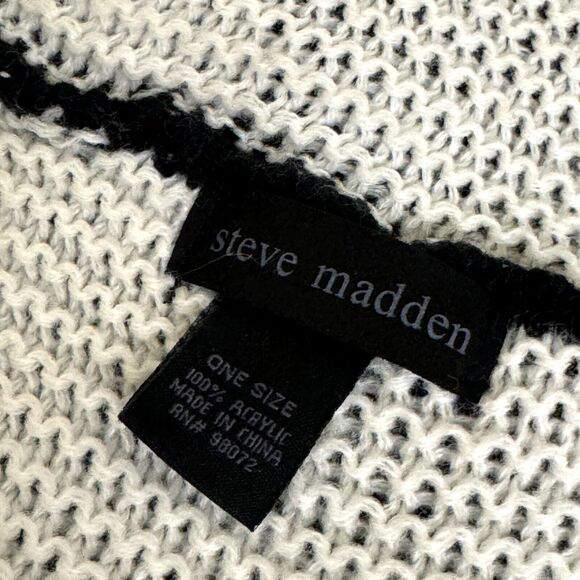 steve madden
ONE SIZE
100% ACRYLIC
MADE IN CHINA
RN# 98072